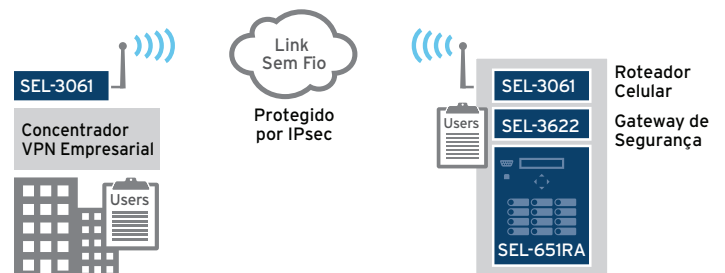 SEL-3061
Concentrador
VPN Empresarial
Users
Link
Sem Fio
Protegido
por IPsec
Users
SEL-3061
SEL-3622
SEL-651RA
Roteador
Celular
Gateway de
Segurança